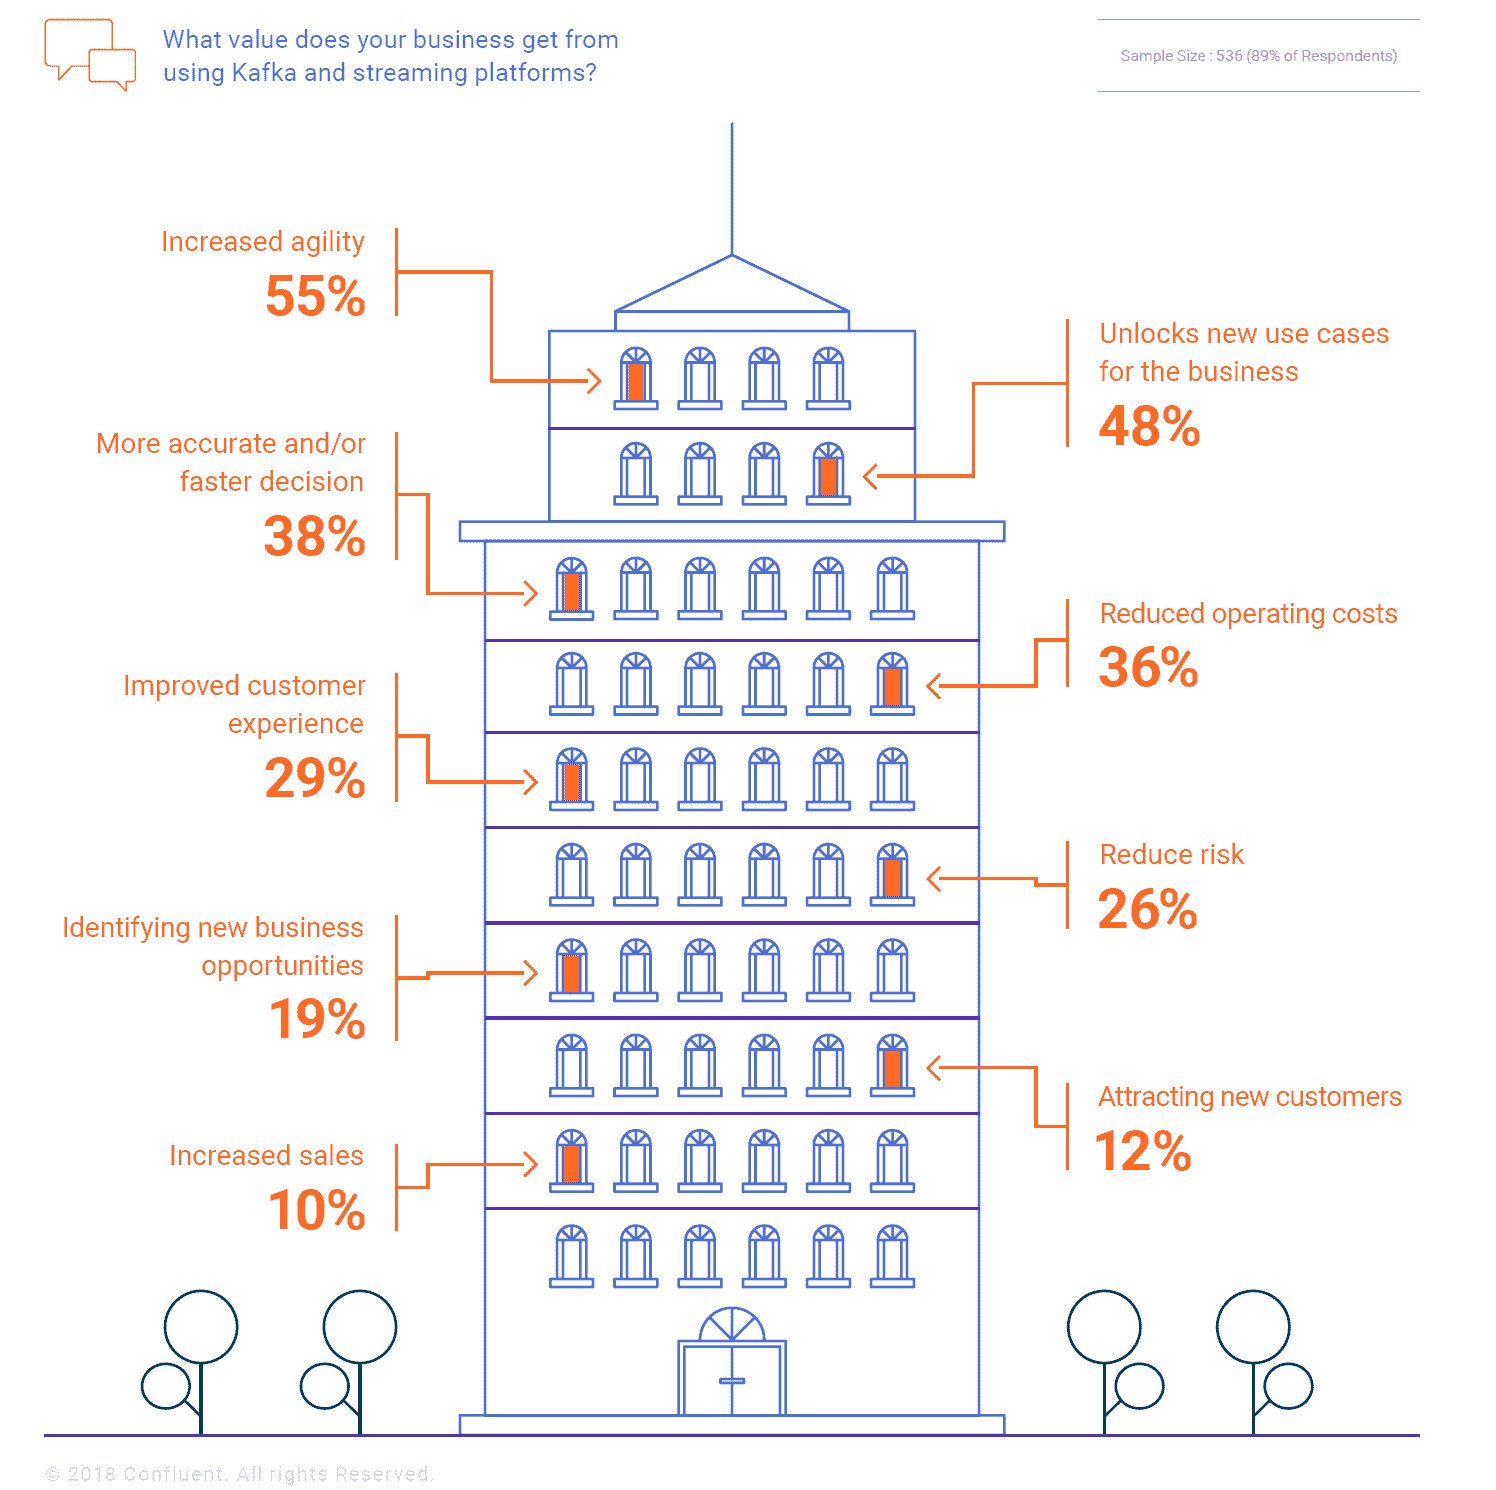 What value does your business get from
using Kafka and streaming platforms?
Sample Size : 536 (89% of Respondents)
Increased agility
55%
Unlocks new use cases
for the business
48%
More accurate and/or
faster decision
38%
Reduced operating costs
36%
Improved customer
experience
29%
Reduce risk
26%
Identifying new business
opportunities
19%
Attracting new customers
12%
Increased sales
10%
© 2018 Confluent. All rights Reserved.